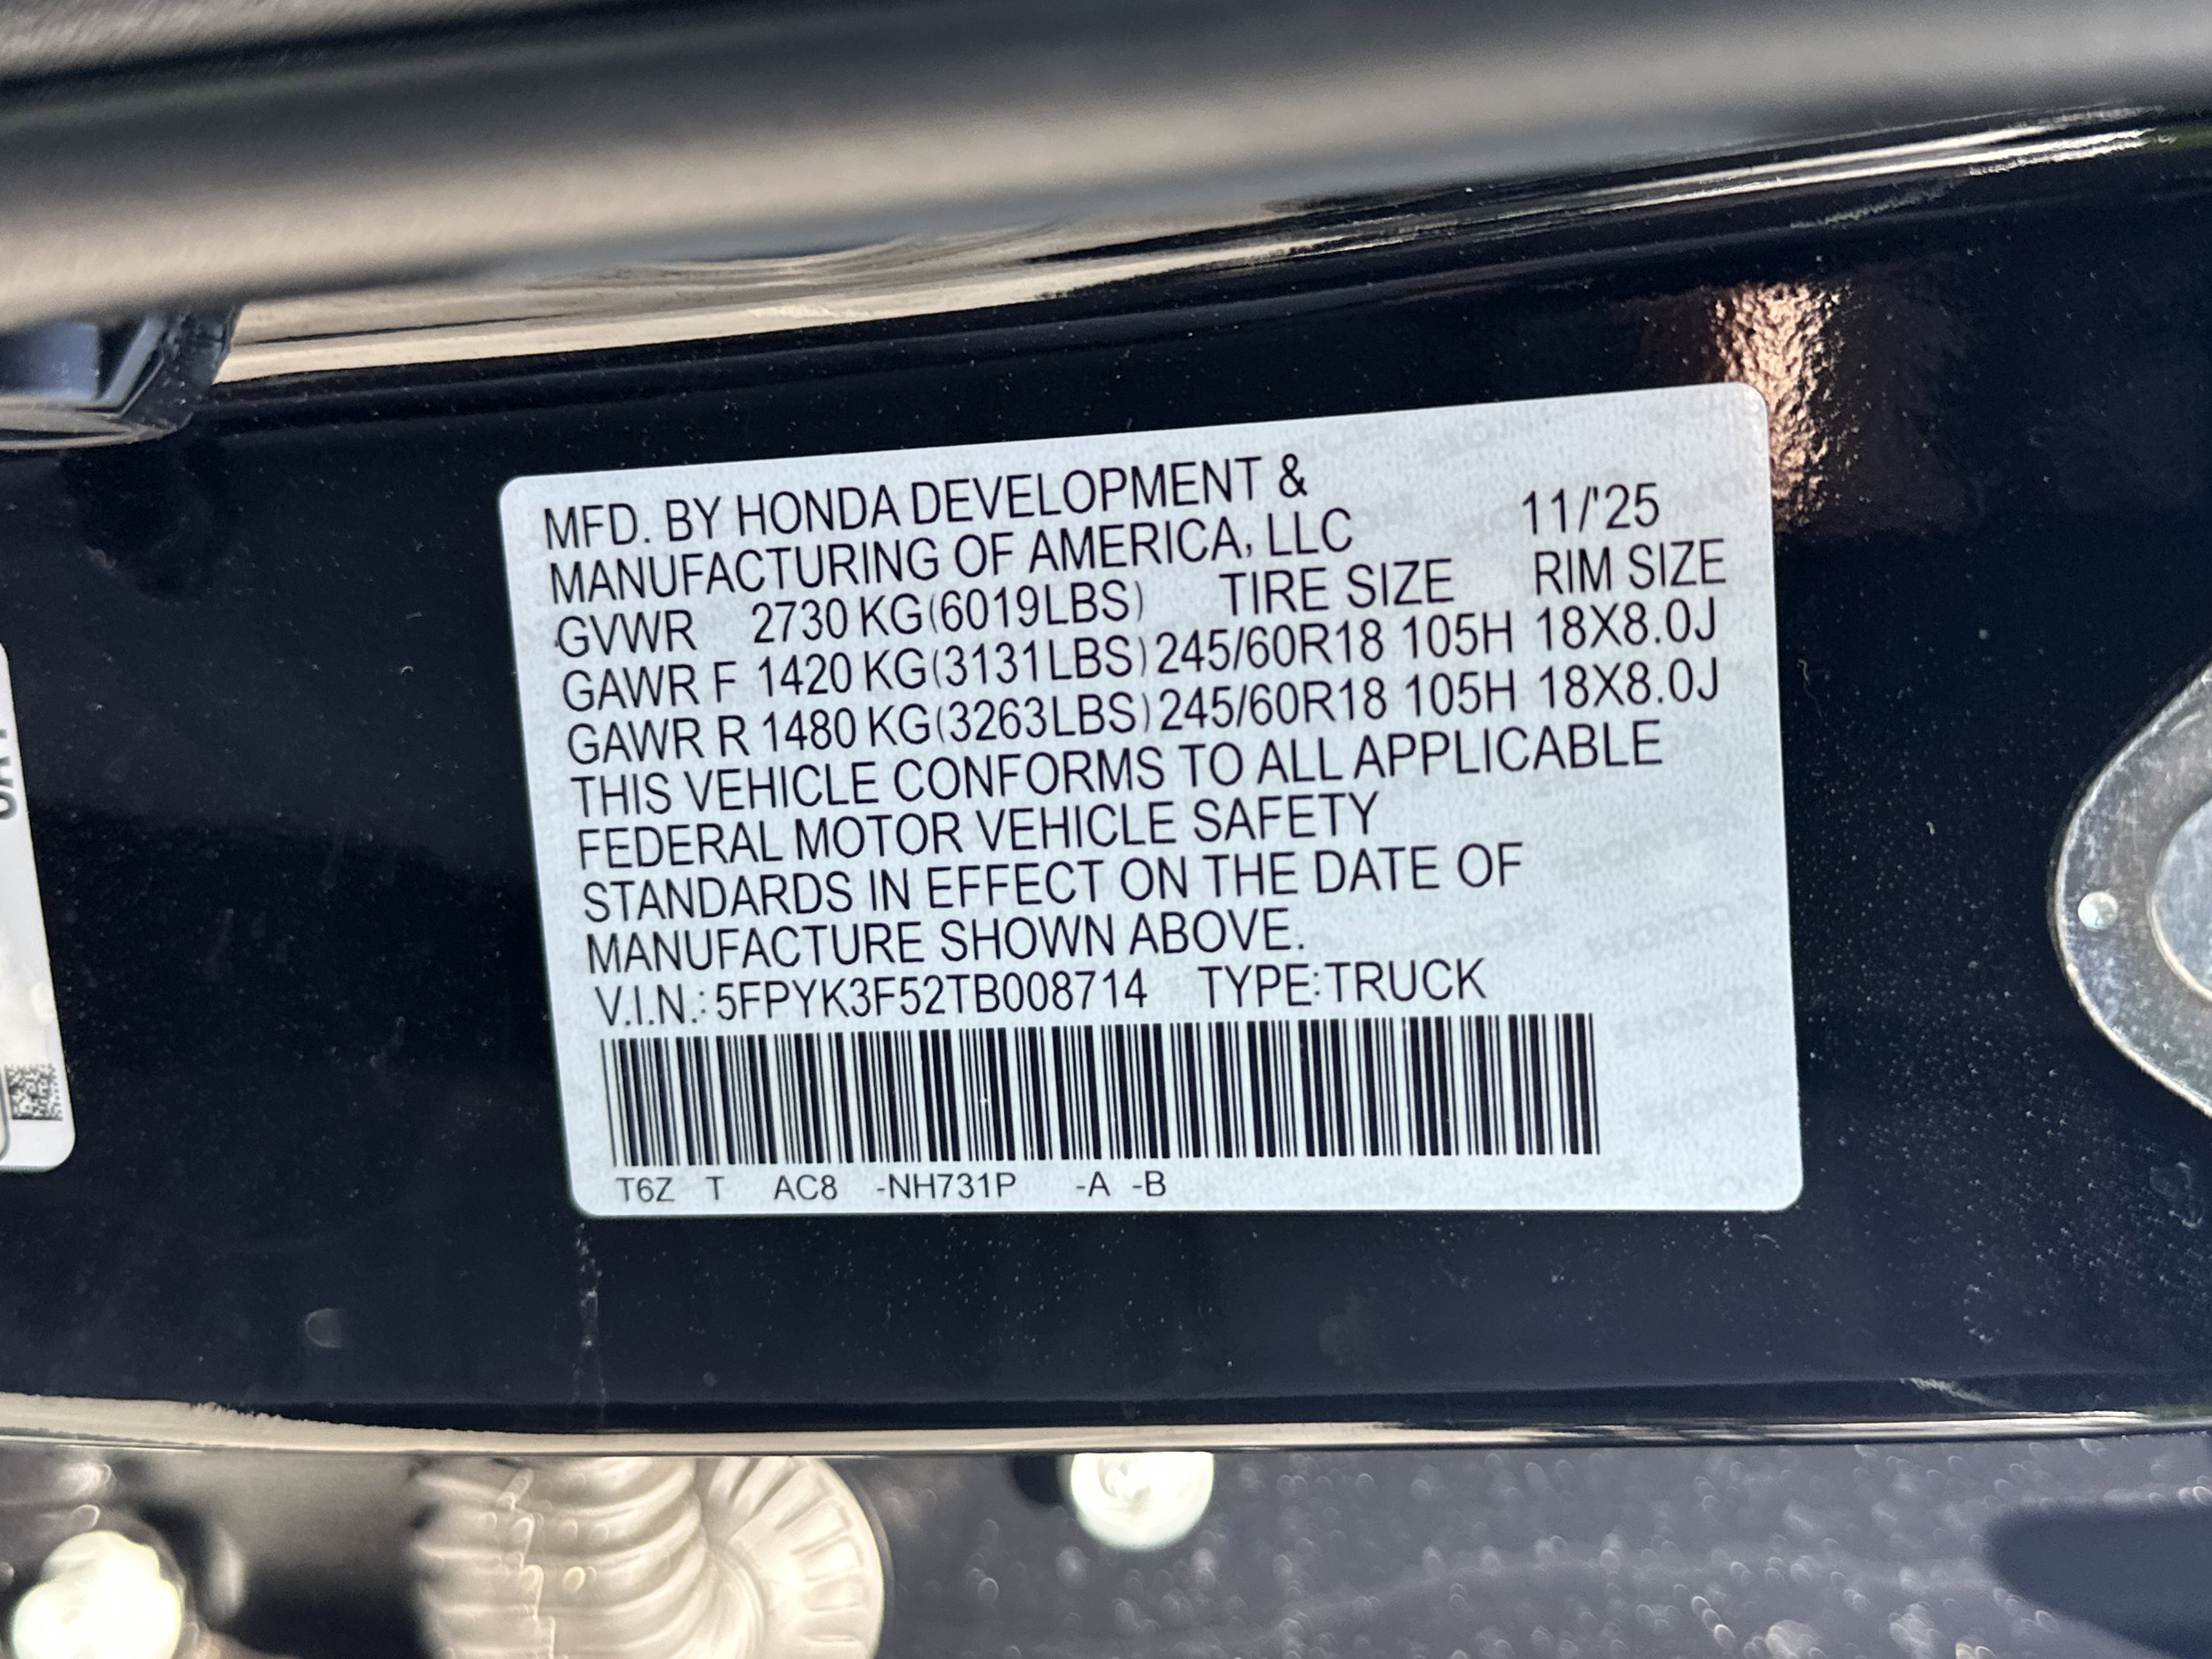 MFD. BY HONDA DEVELOPMENT &
MANUFACTURING OF AMERICA, LLC 11/'25
GVWR 2730 KG(6019LBS) TIRE SIZE RIM SIZE
GAWR F 1420 KG(3131LBS) 245/60R18 105H 18X8.0J
GAWR R 1480 KG(3263LBS) 245/60R18 105H 18X8.0J
THIS VEHICLE CONFORMS TO ALL APPLICABLE
FEDERAL MOTOR VEHICLE SAFETY
STANDARDS IN EFFECT ON THE DATE OF
MANUFACTURE SHOWN ABOVE.
V.I.N.: 5FPYK3F52TB008714 TYPE:TRUCK
T6Z T AC8 -NH731P -A -B